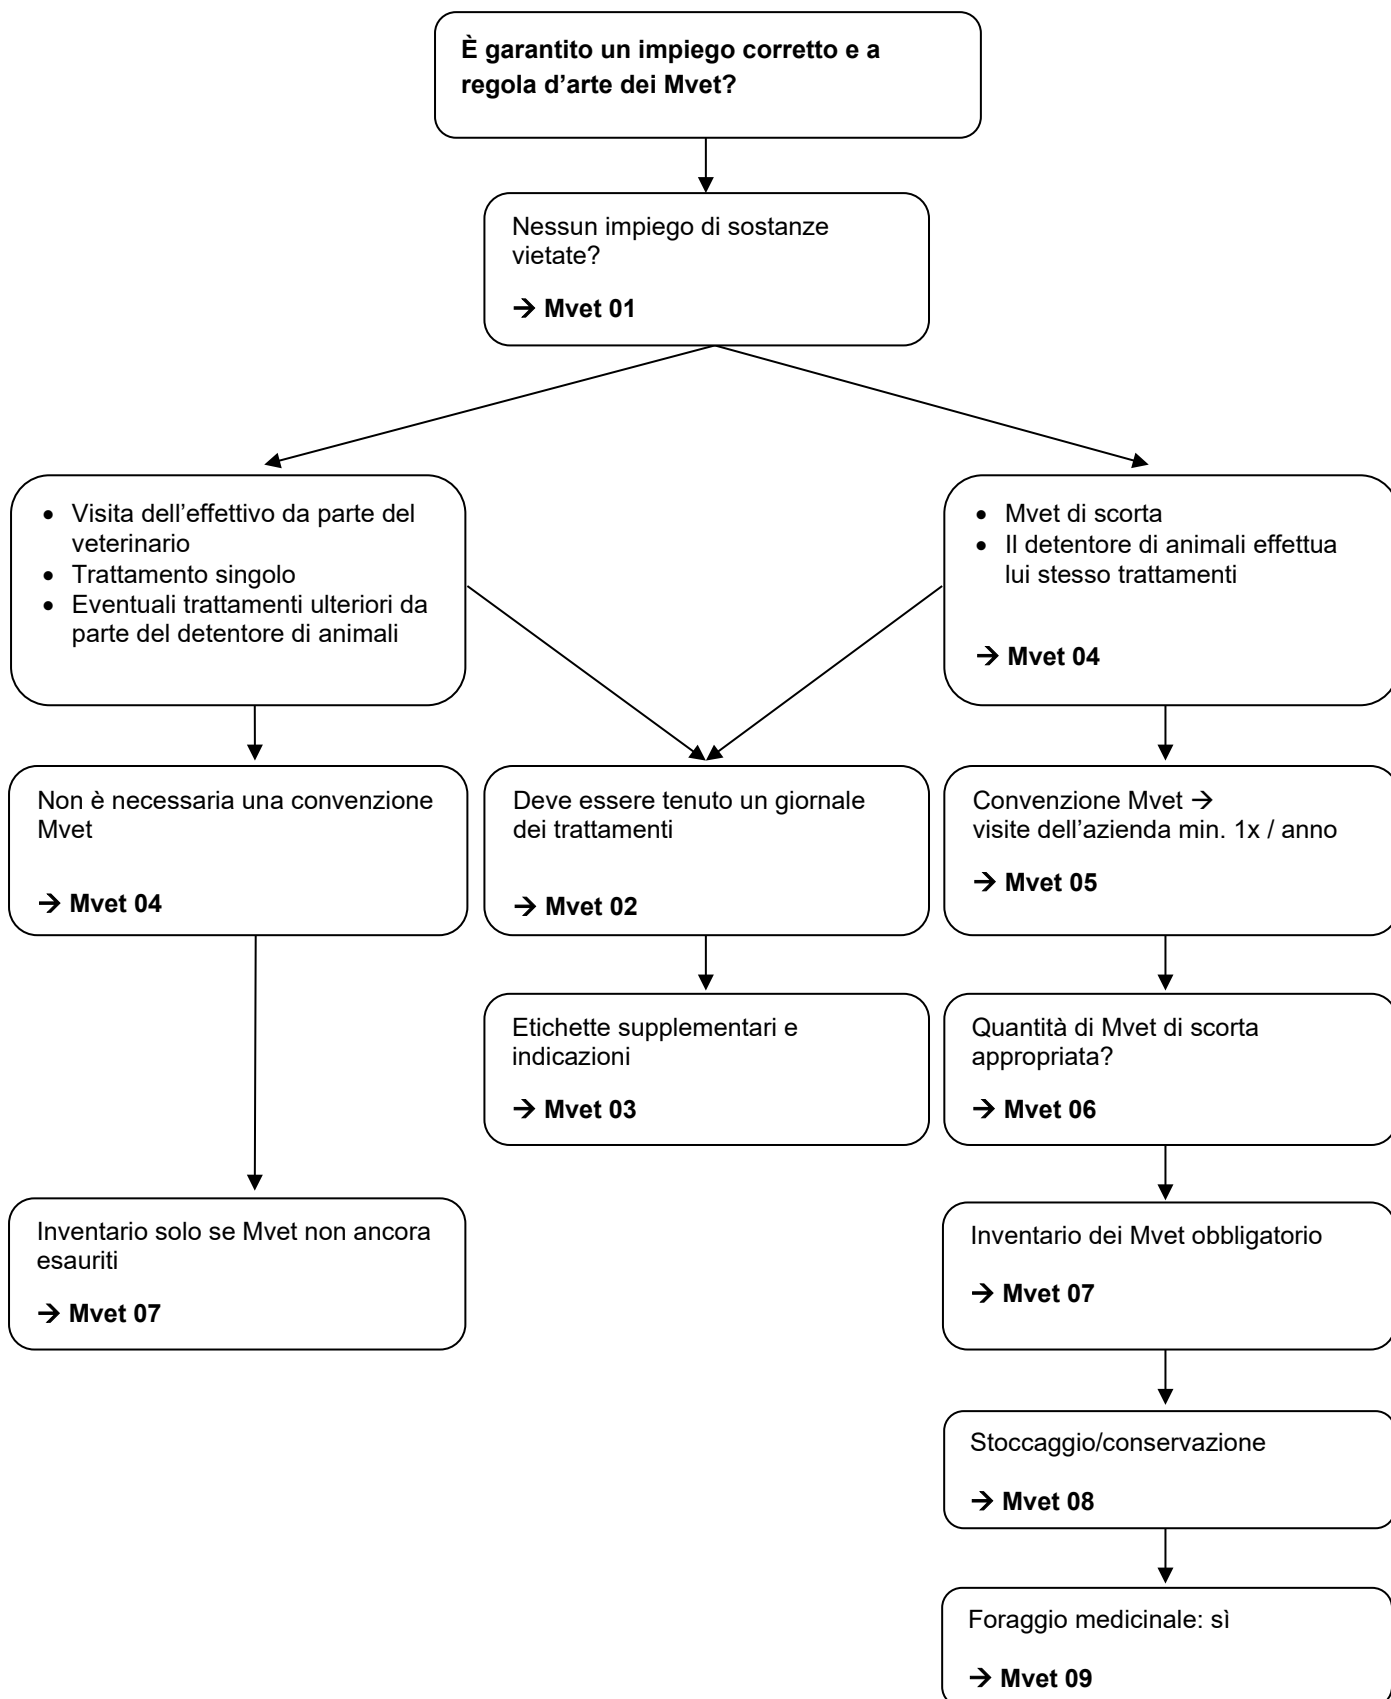 È garantito un impiego corretto e a
regola d'arte dei Mvet?
Nessun impiego di sostanze
vietate?
→ Mvet 01
• Visita dell'effettivo da parte del
veterinario
• Trattamento singolo
• Eventuali trattamenti ulteriori da
parte del detentore di animali
• Mvet di scorta
• Il detentore di animali effettua
lui stesso trattamenti
→ Mvet 04
Non è necessaria una convenzione
Mvet
→ Mvet 04
Deve essere tenuto un giornale
dei trattamenti
→ Mvet 02
Convenzione Mvet →
visite dell'azienda min. 1x / anno
→ Mvet 05
Etichette supplementari e
indicazioni
→ Mvet 03
Quantità di Mvet di scorta
appropriata?
→ Mvet 06
Inventario solo se Mvet non ancora
esauriti
→ Mvet 07
Inventario dei Mvet obbligatorio
→ Mvet 07
Stoccaggio/conservazione
→ Mvet 08
Foraggio medicinale: sì
→ Mvet 09